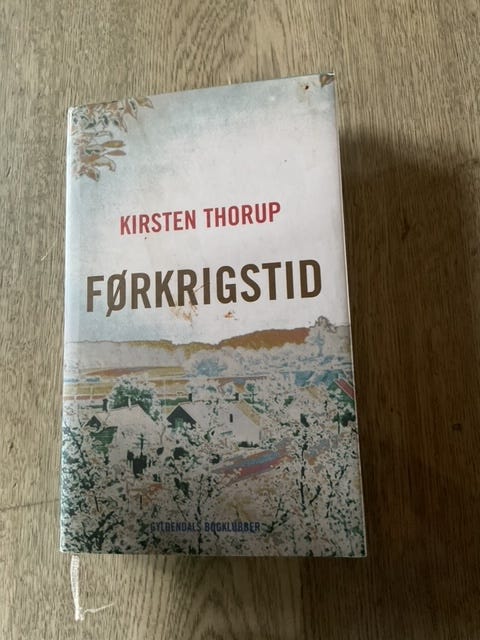 KIRSTEN THORUP
FØRKRIGSTID
GYLDENDALS BOGKLUBBER